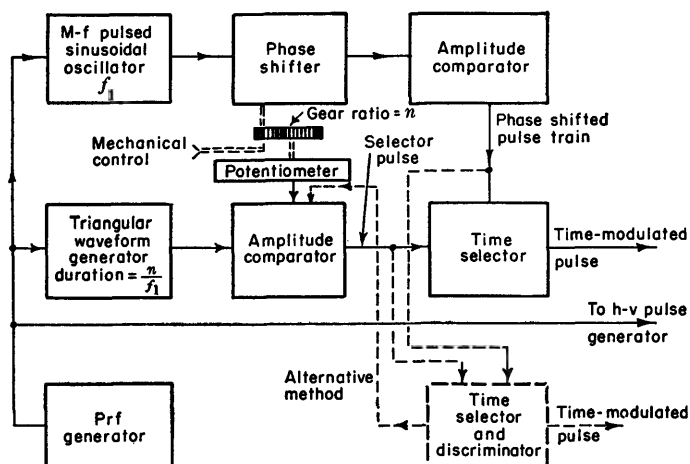 M-f pulsed
sinusoidal
oscillator
f₁
Phase
shifter
Amplitude
comparator
Gear ratio = n
Mechanical
control
Phase shifted
pulse train
Selector
pulse
Potentiometer
Triangular
waveform
generator
duration = n/f₁
Amplitude
comparator
Time
selector
Time-modulated
pulse
To h-v pulse
generator
Alternative
method
Prf
generator
Time
selector
and
discriminator
Time-modulated
pulse